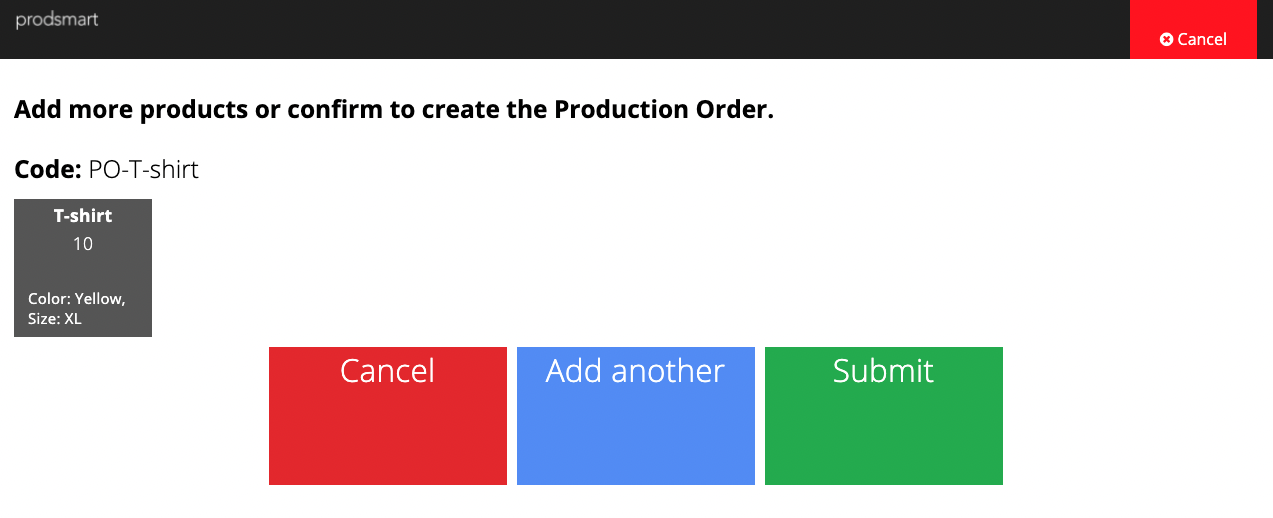 prodsmart
Cancel
Add more products or confirm to create the Production Order.
Code: PO-T-shirt
T-shirt
10
Color: Yellow,
Size: XL
Cancel
Add another
Submit